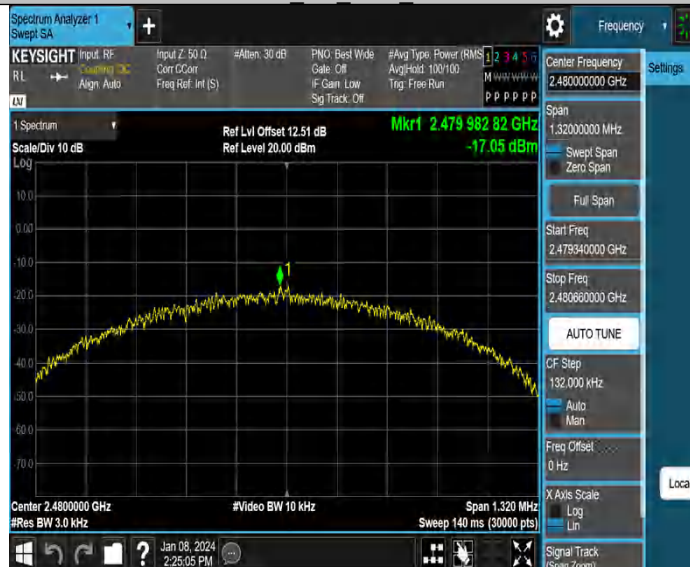 Spectrum Analyzer 1
Swept SA
+
Frequency
KEYSIGHT
RL
Input: RF
Coupling: DC
Align: Auto
Input Z: 50 Ω
Corr CCorr
Freq Ref: Int (S)
#Atten: 30 dB
PNO: Best Wide
Gate: Off
IF Gain: Low
Sig Track: Off
#Avg Type: Power (RMS
Avg|Hold: 100/100
Trig: Free Run
1 2 3 4 5 6
M w w w w w
P P P P P P
LXI
1 Spectrum
Scale/Div 10 dB
Log
Ref Lvl Offset 12.51 dB
Ref Level 20.00 dBm
Mkr1 2.479 982 82 GHz
-17.05 dBm
10.0
0.00
-10.0
-20.0
-30.0
-40.0
-50.0
-60.0
-70.0
1
Center 2.4800000 GHz
#Res BW 3.0 kHz
#Video BW 10 kHz
Span 1.320 MHz
Sweep 140 ms (30000 pts)
Center Frequency
2.480000000 GHz
Settings
Span
1.32000000 MHz
Swept Span
Zero Span
Full Span
Start Freq
2.479340000 GHz
Stop Freq
2.480660000 GHz
AUTO TUNE
CF Step
132.000 kHz
Auto
Man
Freq Offset
0 Hz
X Axis Scale
Log
Lin
Loca
Signal Track
(Span Zoom)
?
Jan 08, 2024
2:25:05 PM